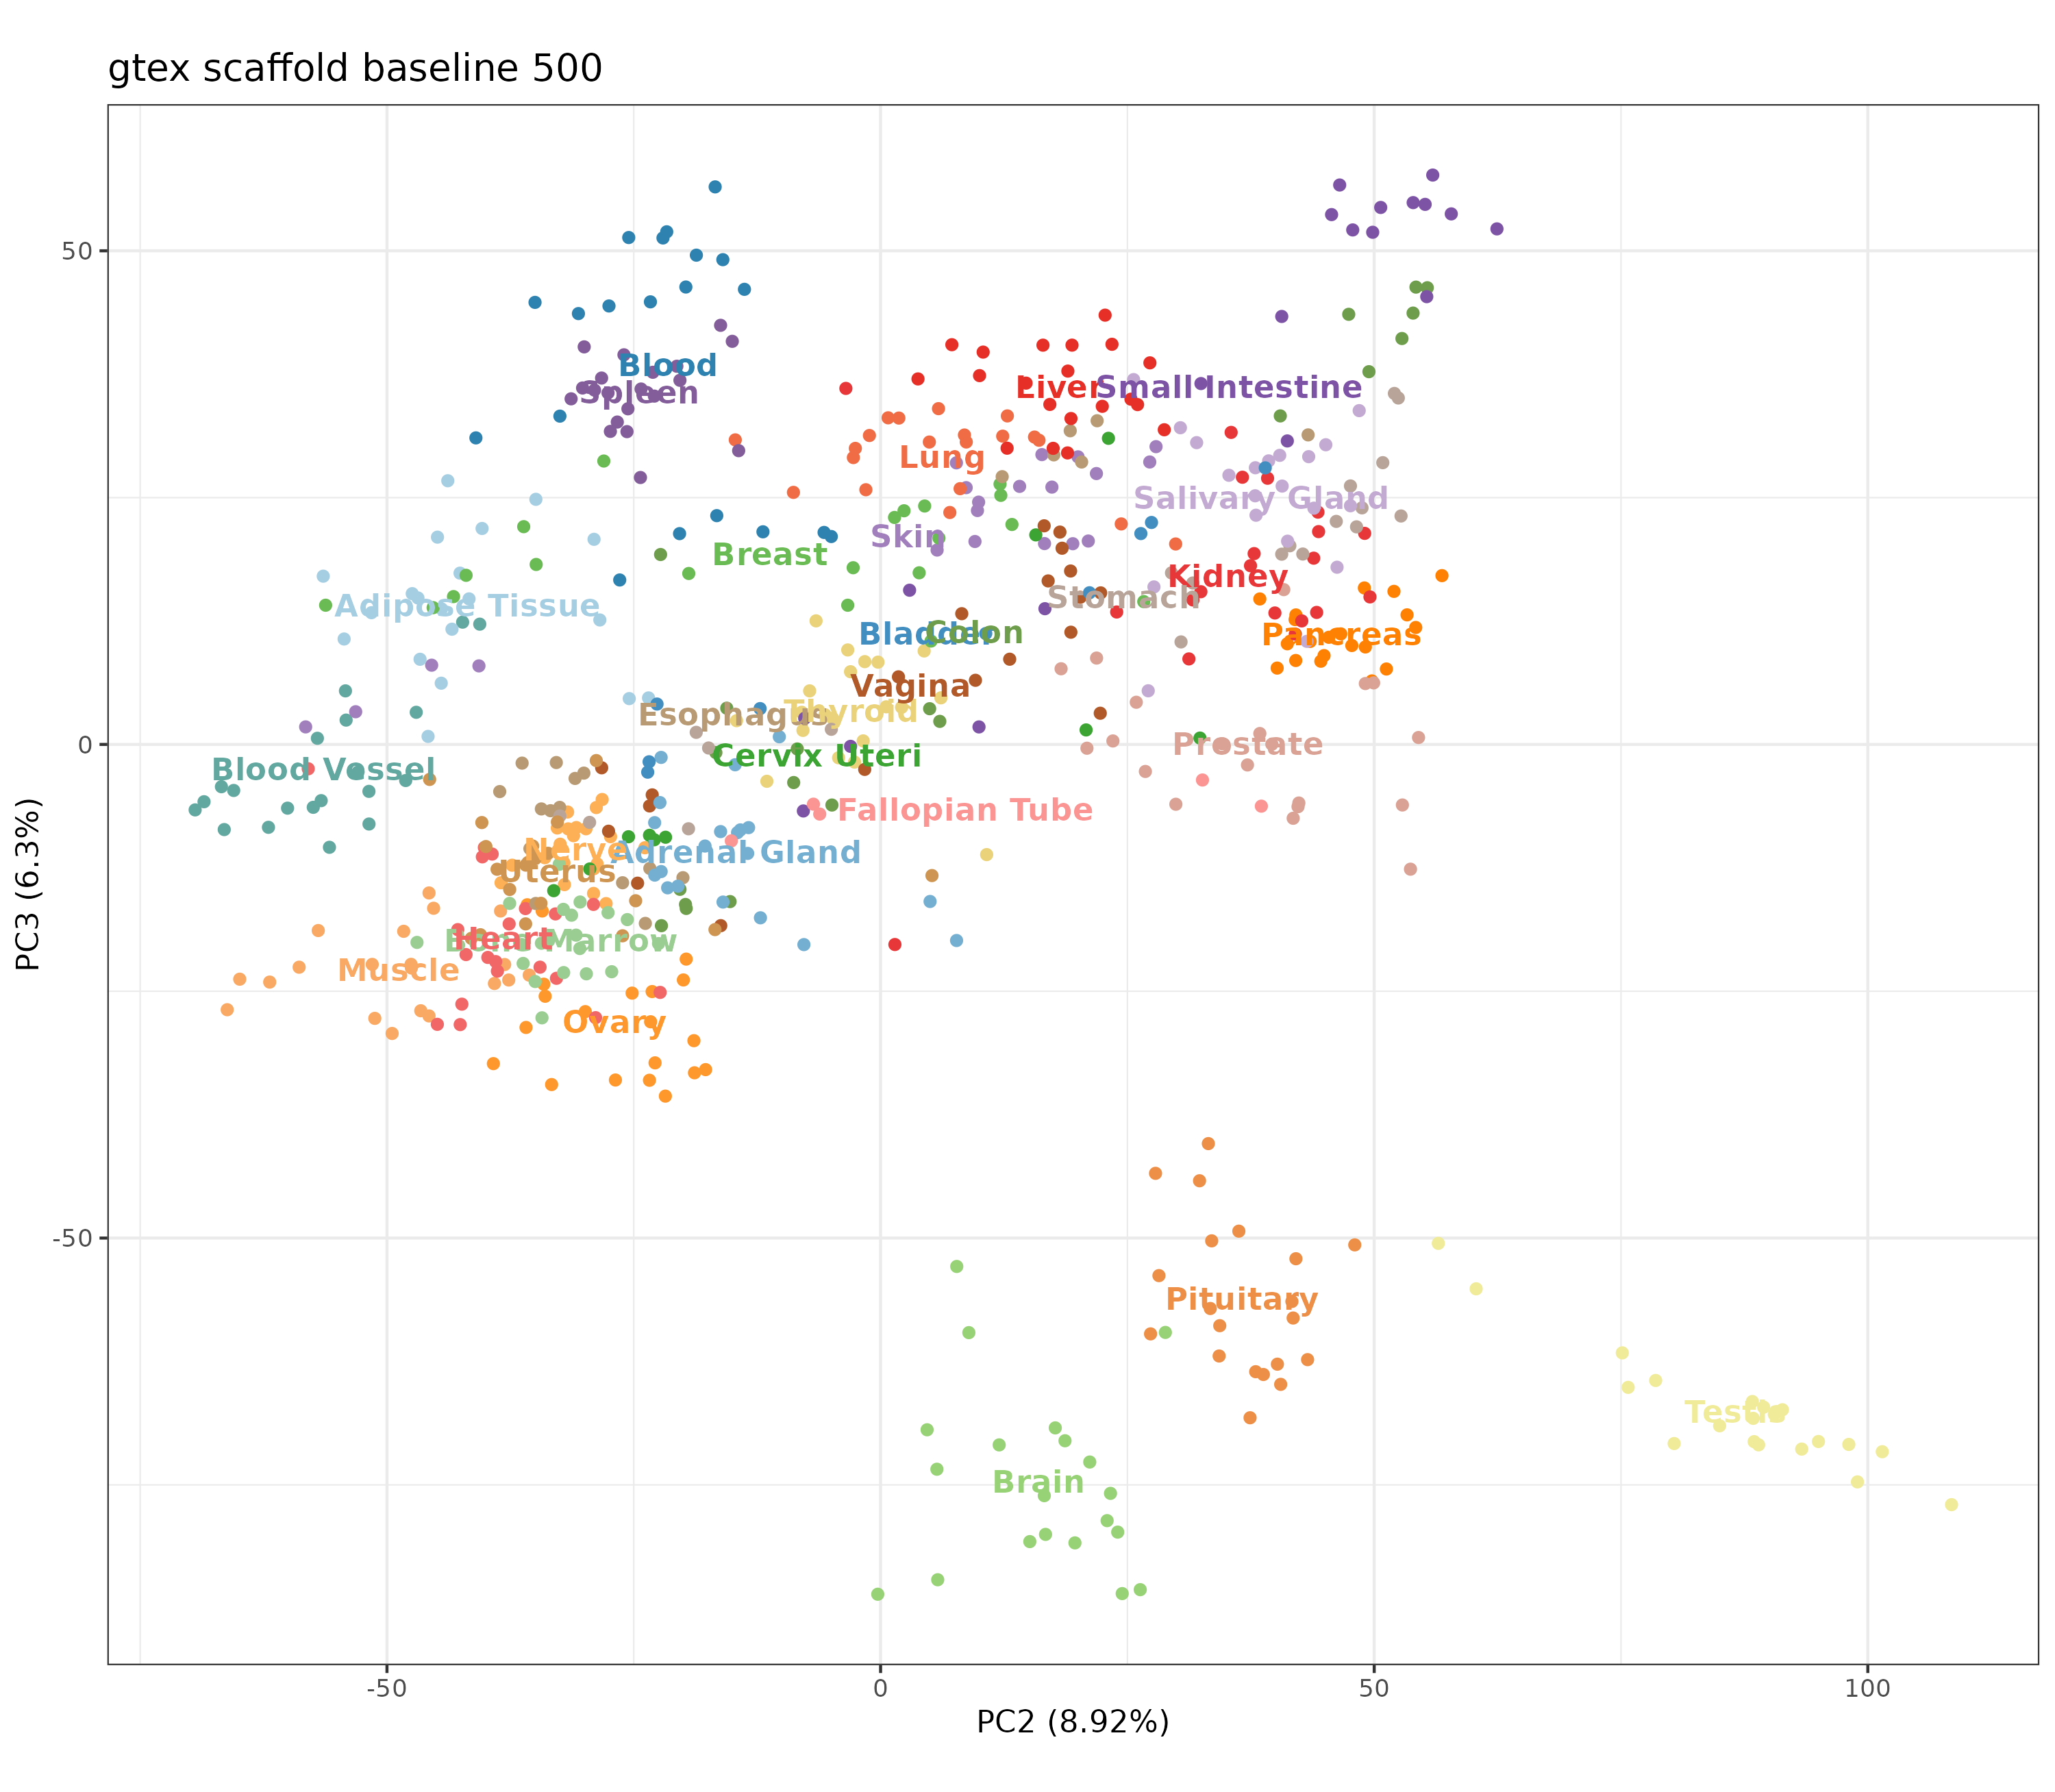 gtex scaffold baseline 500
50
0
-50
PC3 (6.3%)
Blood
Spleen
Liver
Small Intestine
Lung
Salivary Gland
Skin
Breast
Kidney
Stomach
Adipose Tissue
Bladder
Colon
Pancreas
Vagina
Esophagus
Thyroid
Cervix Uteri
Prostate
Blood Vessel
Fallopian Tube
Nerve
Adrenal Gland
Uterus
Heart
Bone Marrow
Muscle
Ovary
Pituitary
Testis
Brain
-50
0
50
100
PC2 (8.92%)